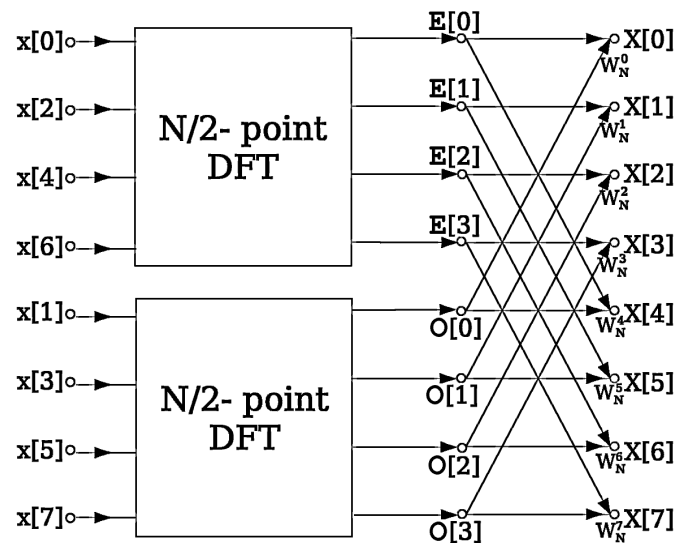 x[0]
x[2]
x[4]
x[6]
x[1]
x[3]
x[5]
x[7]
N/2- point
DFT
N/2- point
DFT
E[0]
E[1]
E[2]
E[3]
O[0]
O[1]
O[2]
O[3]
X[0]
W_N^0
X[1]
W_N^1
X[2]
W_N^2
X[3]
W_N^3
X[4]
W_N^4
X[5]
W_N^5
X[6]
W_N^6
X[7]
W_N^7